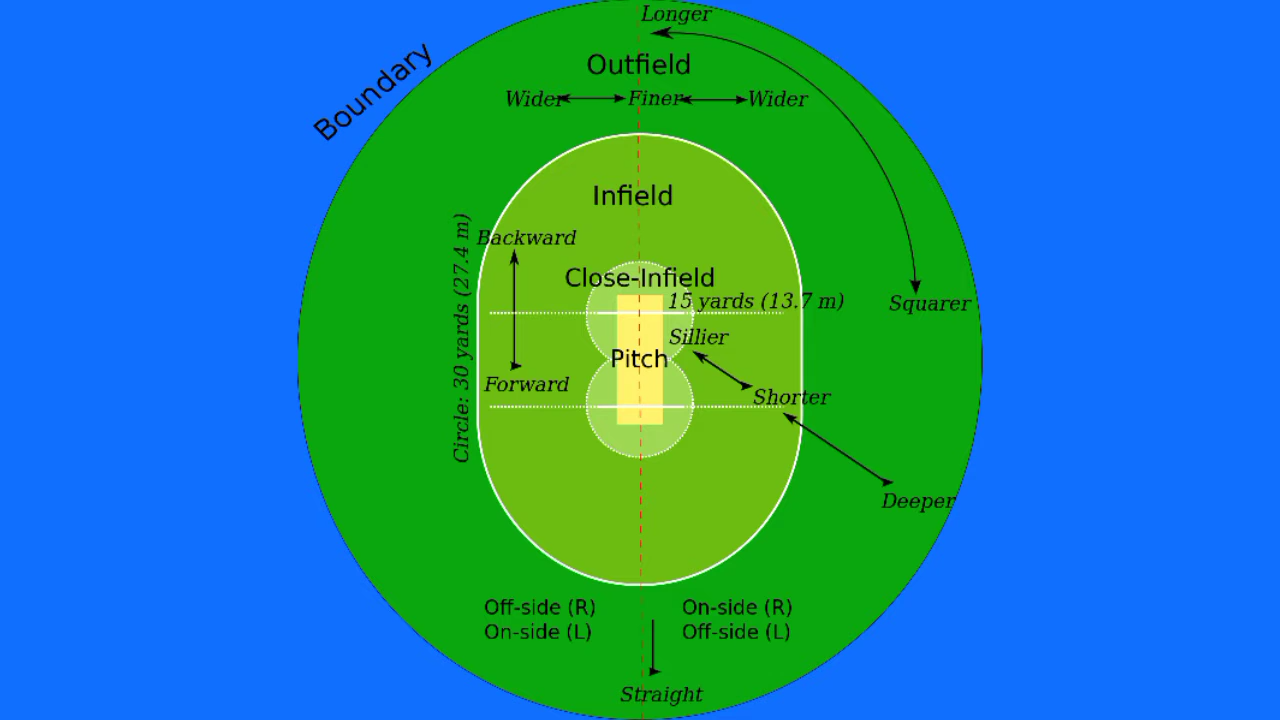 Longer
Boundary
Outfield
Wider
Finer
Wider
Infield
Circle: 30 yards (27.4 m)
Backward
Close-Infield
15 yards (13.7 m)
Squarer
Sillier
Pitch
Forward
Shorter
Deeper
Off-side (R)
On-side (L)
On-side (R)
Off-side (L)
Straight